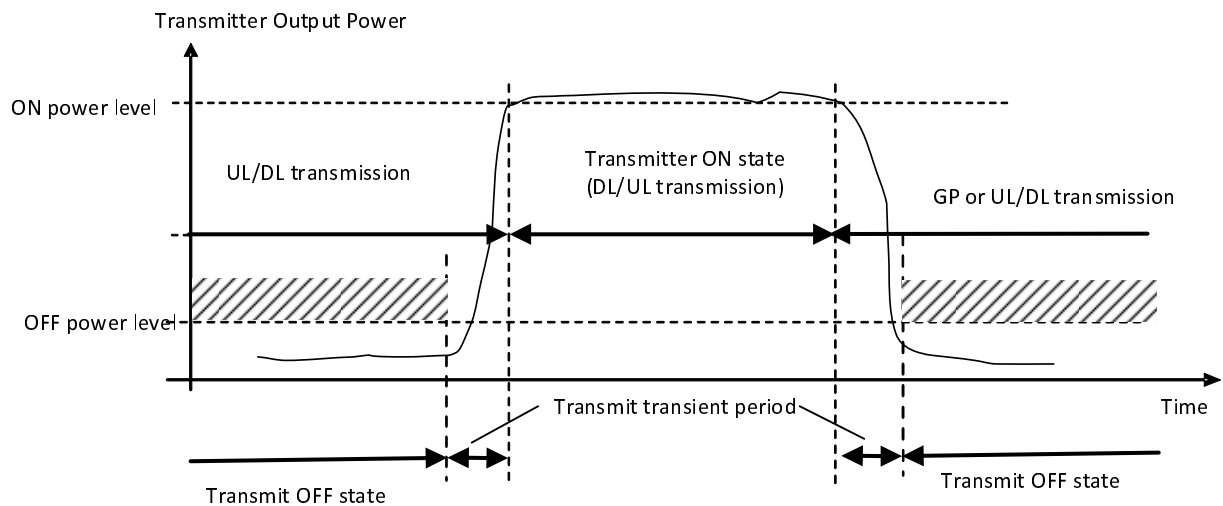 Transmitter Output Power
ON power level
UL/DL transmission
Transmitter ON state
(DL/UL transmission)
GP or UL/DL transmission
OFF power level
Transmit transient period
Time
Transmit OFF state
Transmit OFF state